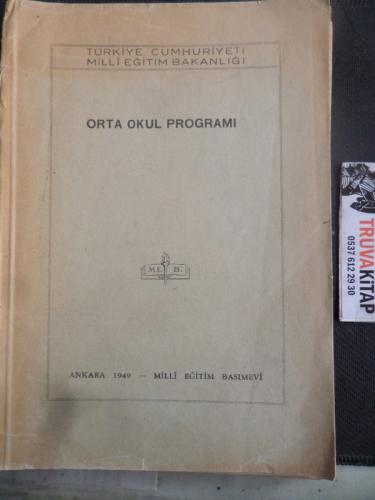 TÜRKİYE CUMHURİYETİ
MİLLÎ EĞİTİM BAKANLIĞI
ORTA OKUL PROGRAMI
M.E. B.
ANKARA 1949 — MİLLÎ EĞİTİM BASIMEVİ
TRUVAKİTAP
0537 612 29 30